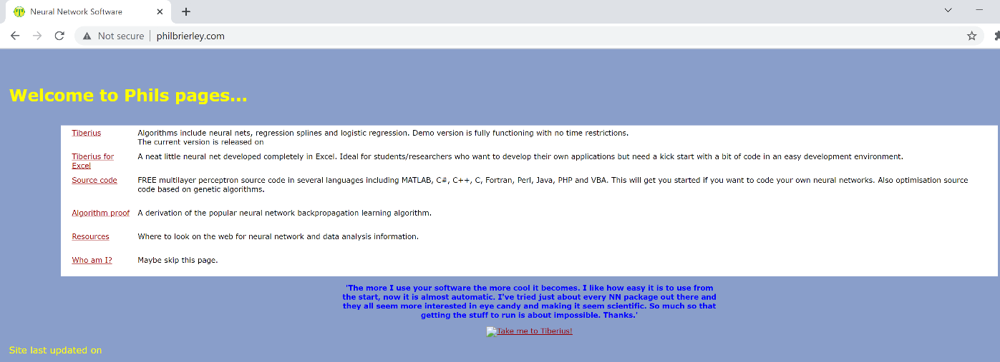 Neural Network Software
Not secure
philbrierley.com
Welcome to Phils pages...
Tiberius
Algorithms include neural nets, regression splines and logistic regression. Demo version is fully functioning with no time restrictions.
The current version is released on
Tiberius for
Excel
A neat little neural net developed completely in Excel. Ideal for students/researchers who want to develop their own applications but need a kick start with a bit of code in an easy development environment.
Source code
FREE multilayer perceptron source code in several languages including MATLAB, C#, C++, C, Fortran, Perl, Java, PHP and VBA. This will get you started if you want to code your own neural networks. Also optimisation source
code based on genetic algorithms.
Algorithm proof
A derivation of the popular neural network backpropagation learning algorithm.
Resources
Where to look on the web for neural network and data analysis information.
Who am I?
Maybe skip this page.
'The more I use your software the more cool it becomes. I like how easy it is to use from
the start, now it is almost automatic. I've tried just about every NN package out there and
they all seem more interested in eye candy and making it seem scientific. So much so that
getting the stuff to run is about impossible. Thanks.'
Take me to Tiberius!
Site last updated on